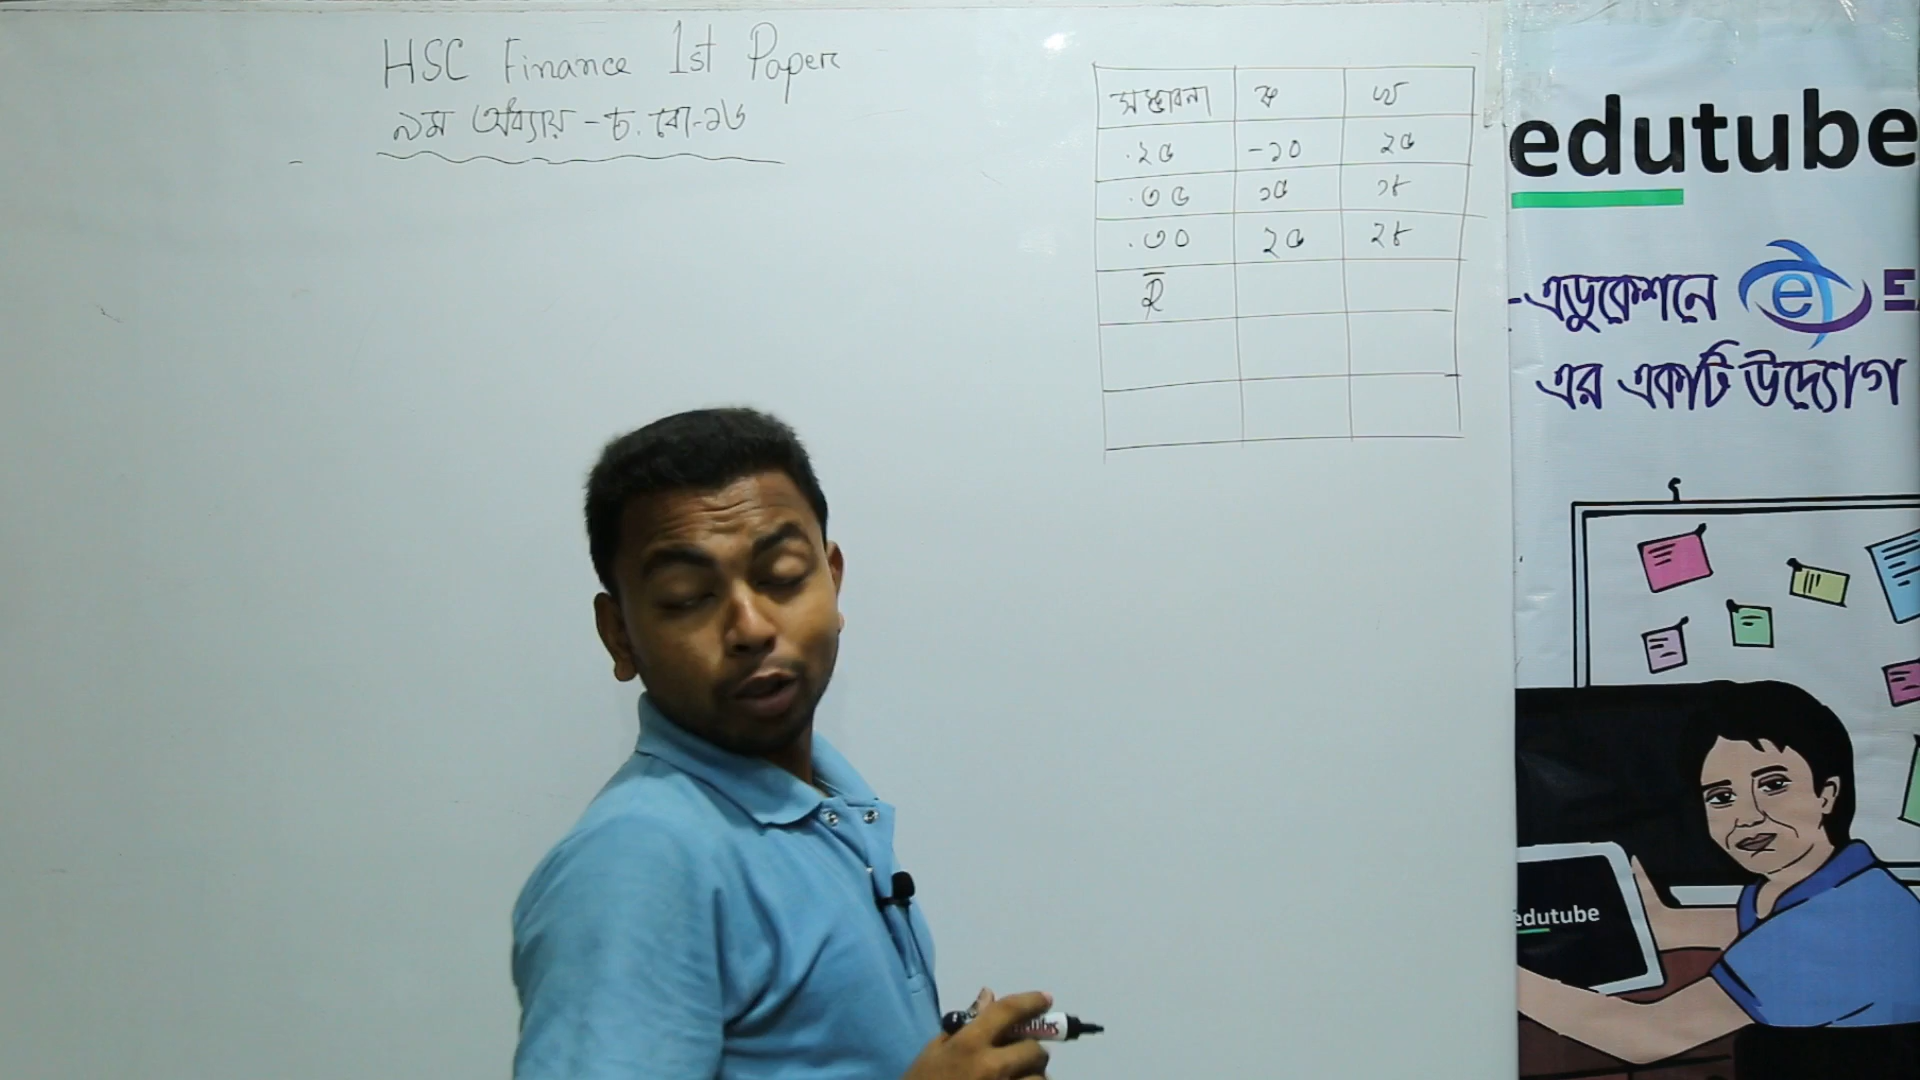 HSC Finance 1st Paper
৯ম অধ্যায় - চ. বো-১৬
সম্ভাবনা ক খ
.২৫ -১০ ২৫
.৩৫ ১৫ ১৮
.৩০ ২৫ ২৮
R̄
edutube
-এডুকেশনে e E
এর একটি উদ্যোগ
edutube